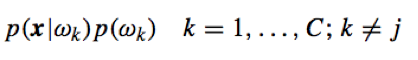 p(x|ω_k)p(ω_k) k = 1, . . . , C; k ≠ j